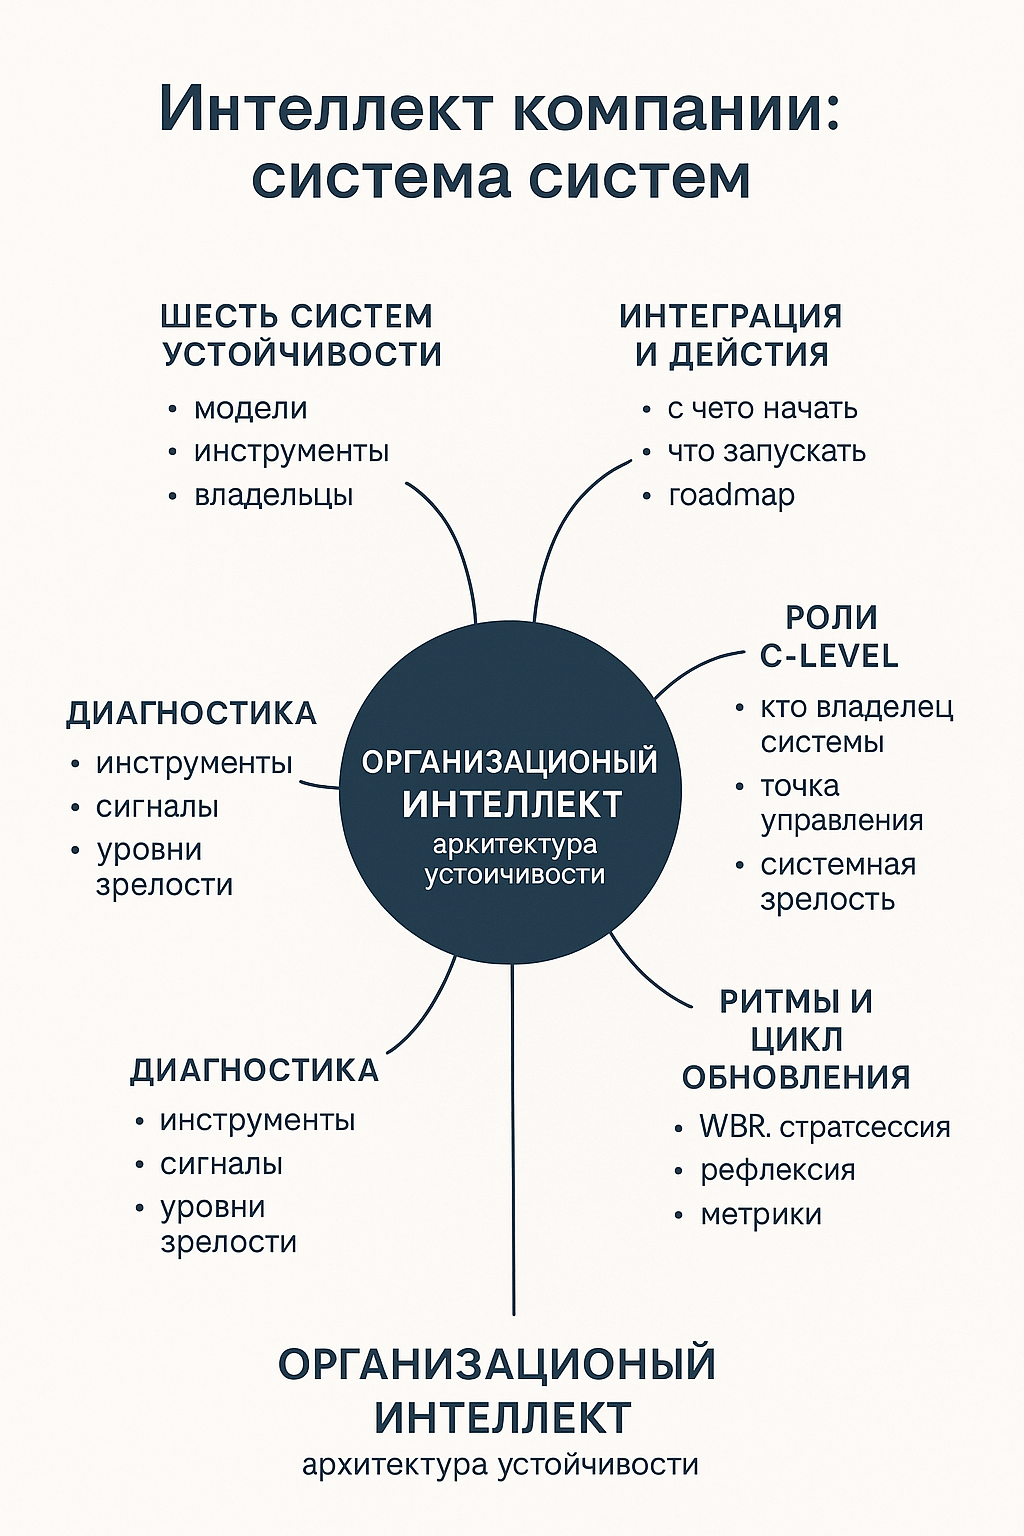 Интеллект компании:
система систем
ШЕСТЬ СИСТЕМ
УСТОЙЧИВОСТИ
• модели
• инструменты
• владельцы
ИНТЕГРАЦИЯ
И ДЕЙСТИЯ
• с чето начать
• что запускать
• roadmap
РОЛИ
C-LEVEL
• кто владелец
системы
• точка
управления
• системная
зрелость
ДИАГНОСТИКА
• инструменты
• сигналы
• уровни
зрелости
ОРГАНИЗАЦИОНЫЙ
ИНТЕЛЛЕКТ
аркитектура
устоичивости
РИТМЫ И
ЦИКЛ
ОБНОВЛЕНИЯ
• WBR. стратсессия
• рефлексия
• метрики
ДИАГНОСТИКА
• инструменты
• сигналы
• уровни
зрелости
ОРГАНИЗАЦИОНЫЙ
ИНТЕЛЛЕКТ
архитектура устойчивости